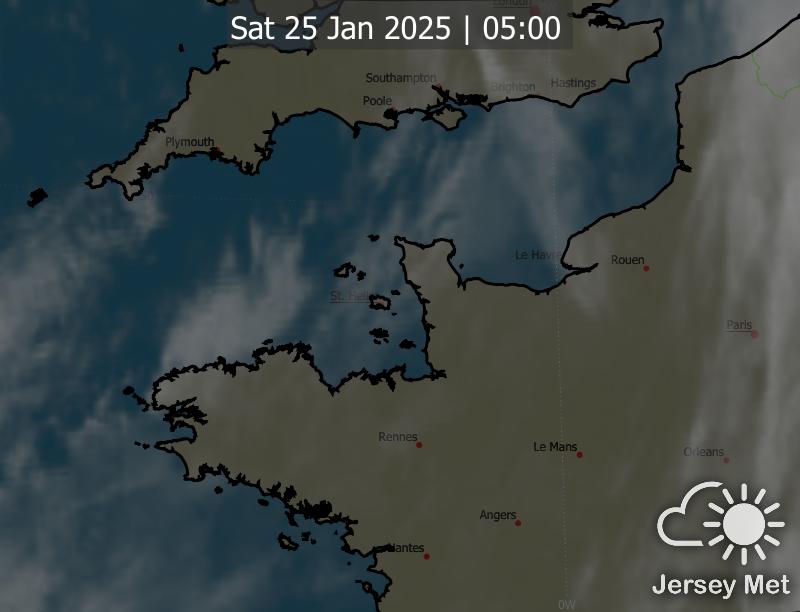 London
Sat 25 Jan 2025 | 05:00
Southampton
Brighton
Hastings
Poole
Plymouth
Le Havre
Rouen
St. Helier
Paris
Rennes
Le Mans
Orleans
Angers
Nantes
Jersey Met
0W